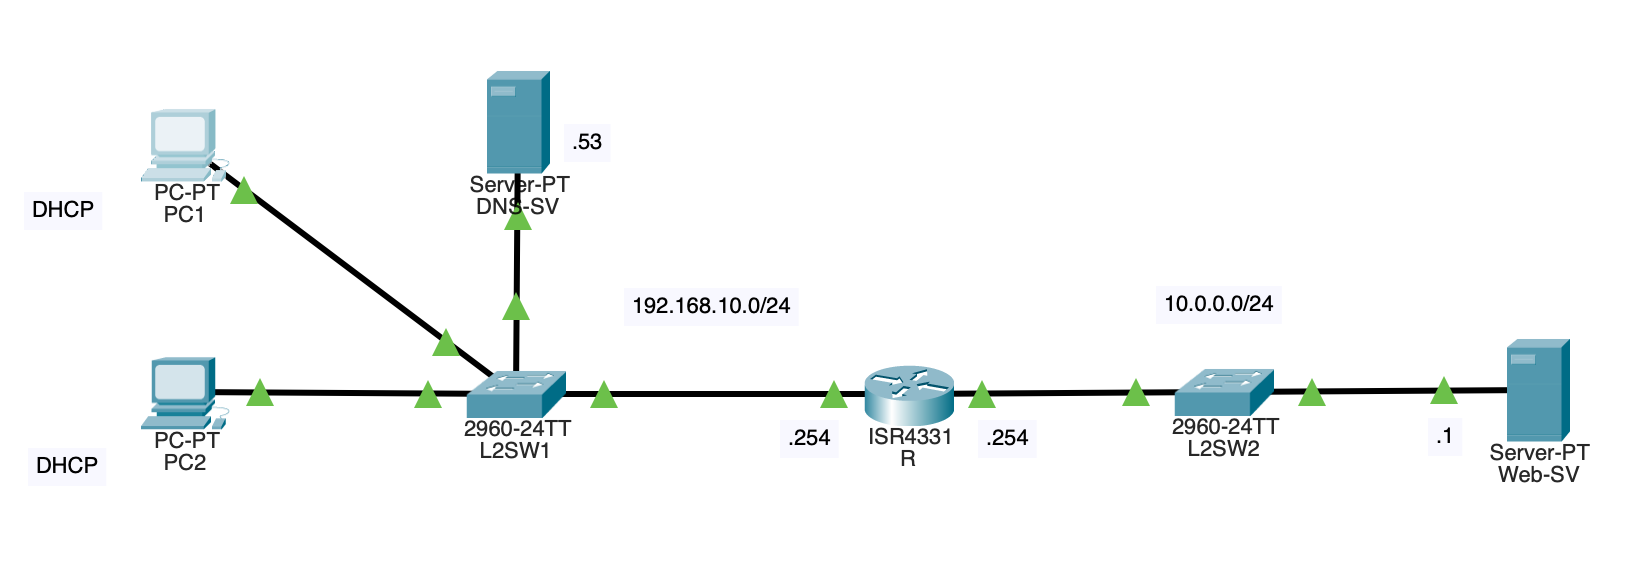 .53
Server-PT
DNS-SV
PC-PT
PC1
DHCP
192.168.10.0/24
10.0.0.0/24
PC-PT
PC2
DHCP
2960-24TT
L2SW1
.254
ISR4331
R
.254
2960-24TT
L2SW2
.1
Server-PT
Web-SV